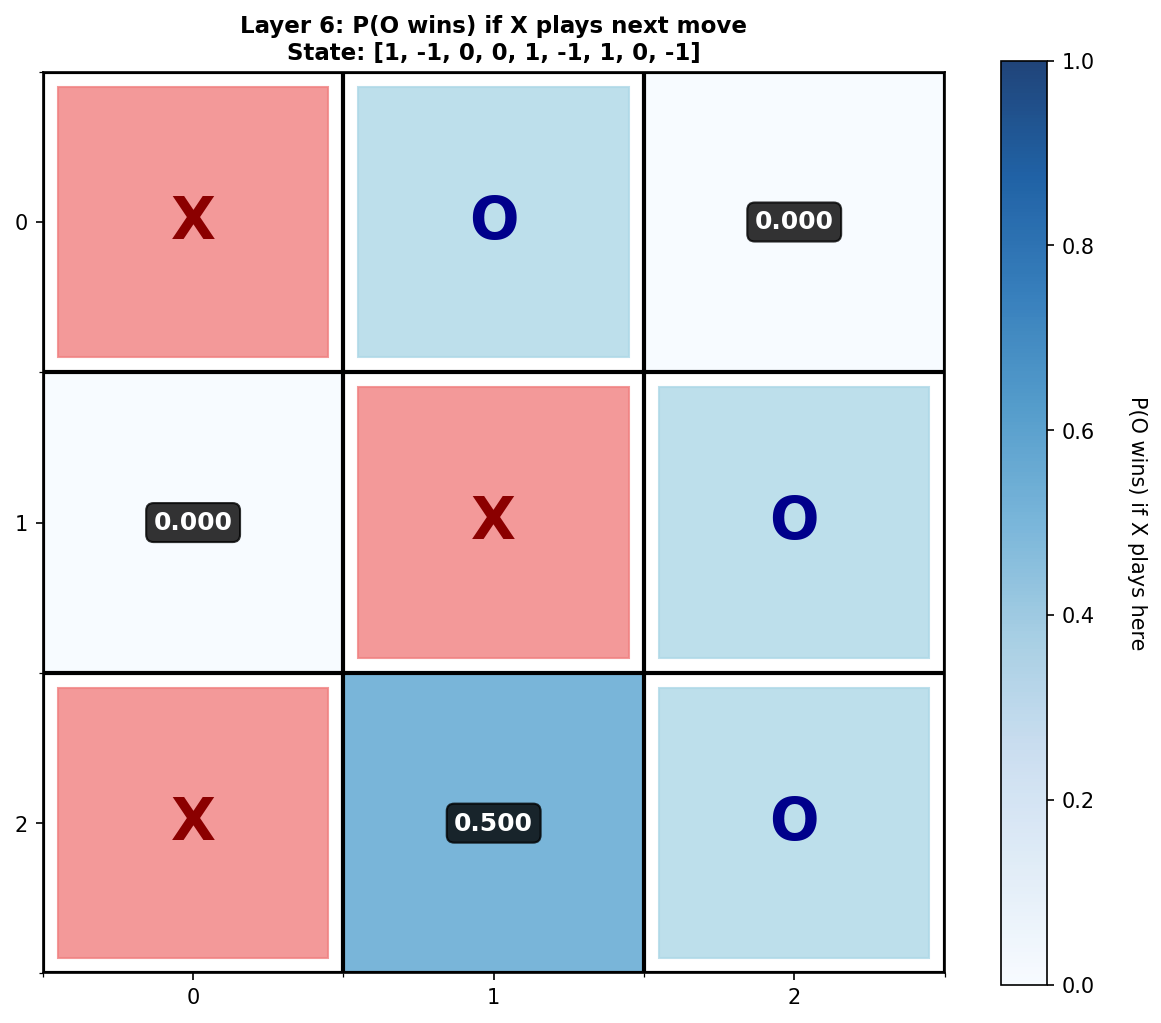 Layer 6: P(O wins) if X plays next move
State: [1, -1, 0, 0, 1, -1, 1, 0, -1]
0
X
O
0.000
1
0.000
X
O
2
X
0.500
O
0
1
2
1.0
0.8
0.6
0.4
0.2
0.0
P(O wins) if X plays here